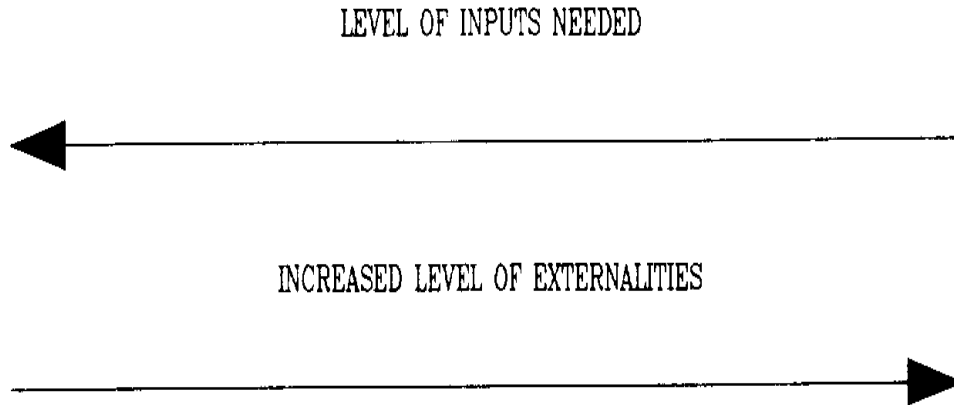 LEVEL OF INPUTS NEEDED
INCREASED LEVEL OF EXTERNALITIES